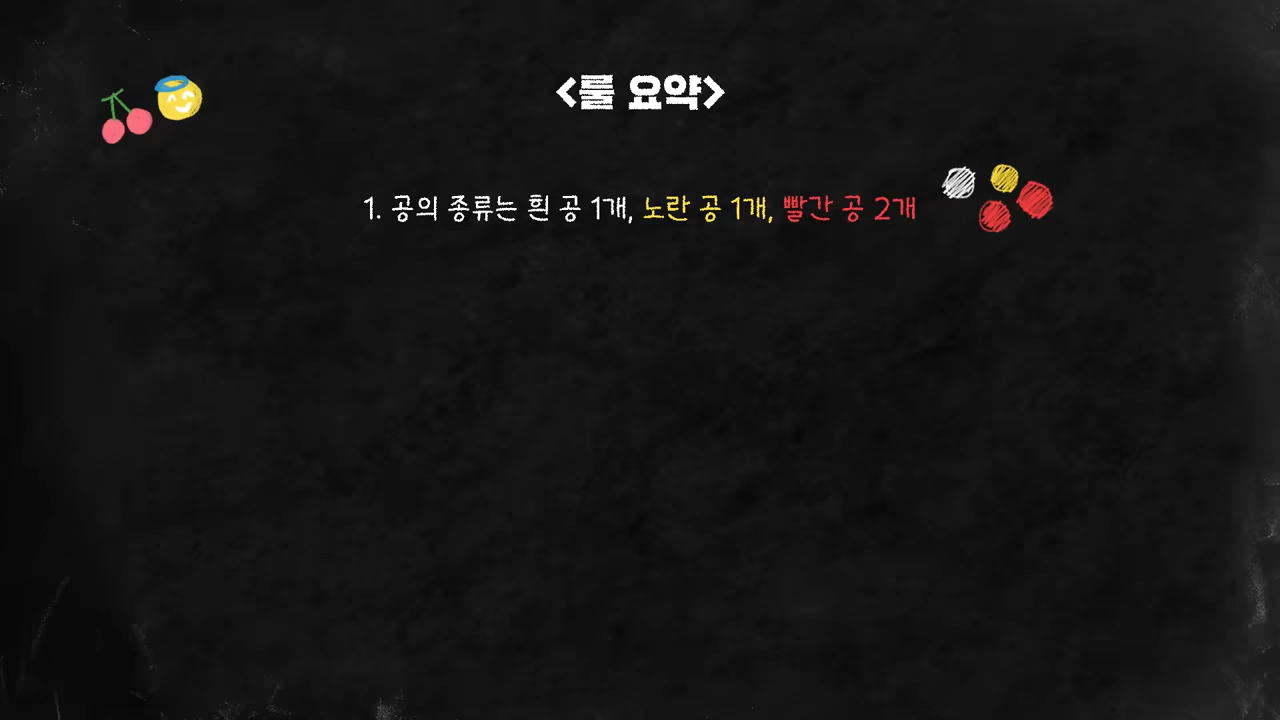 <룰 요약>
1. 공의 종류는 흰 공 1개, 노란 공 1개, 빨간 공 2개